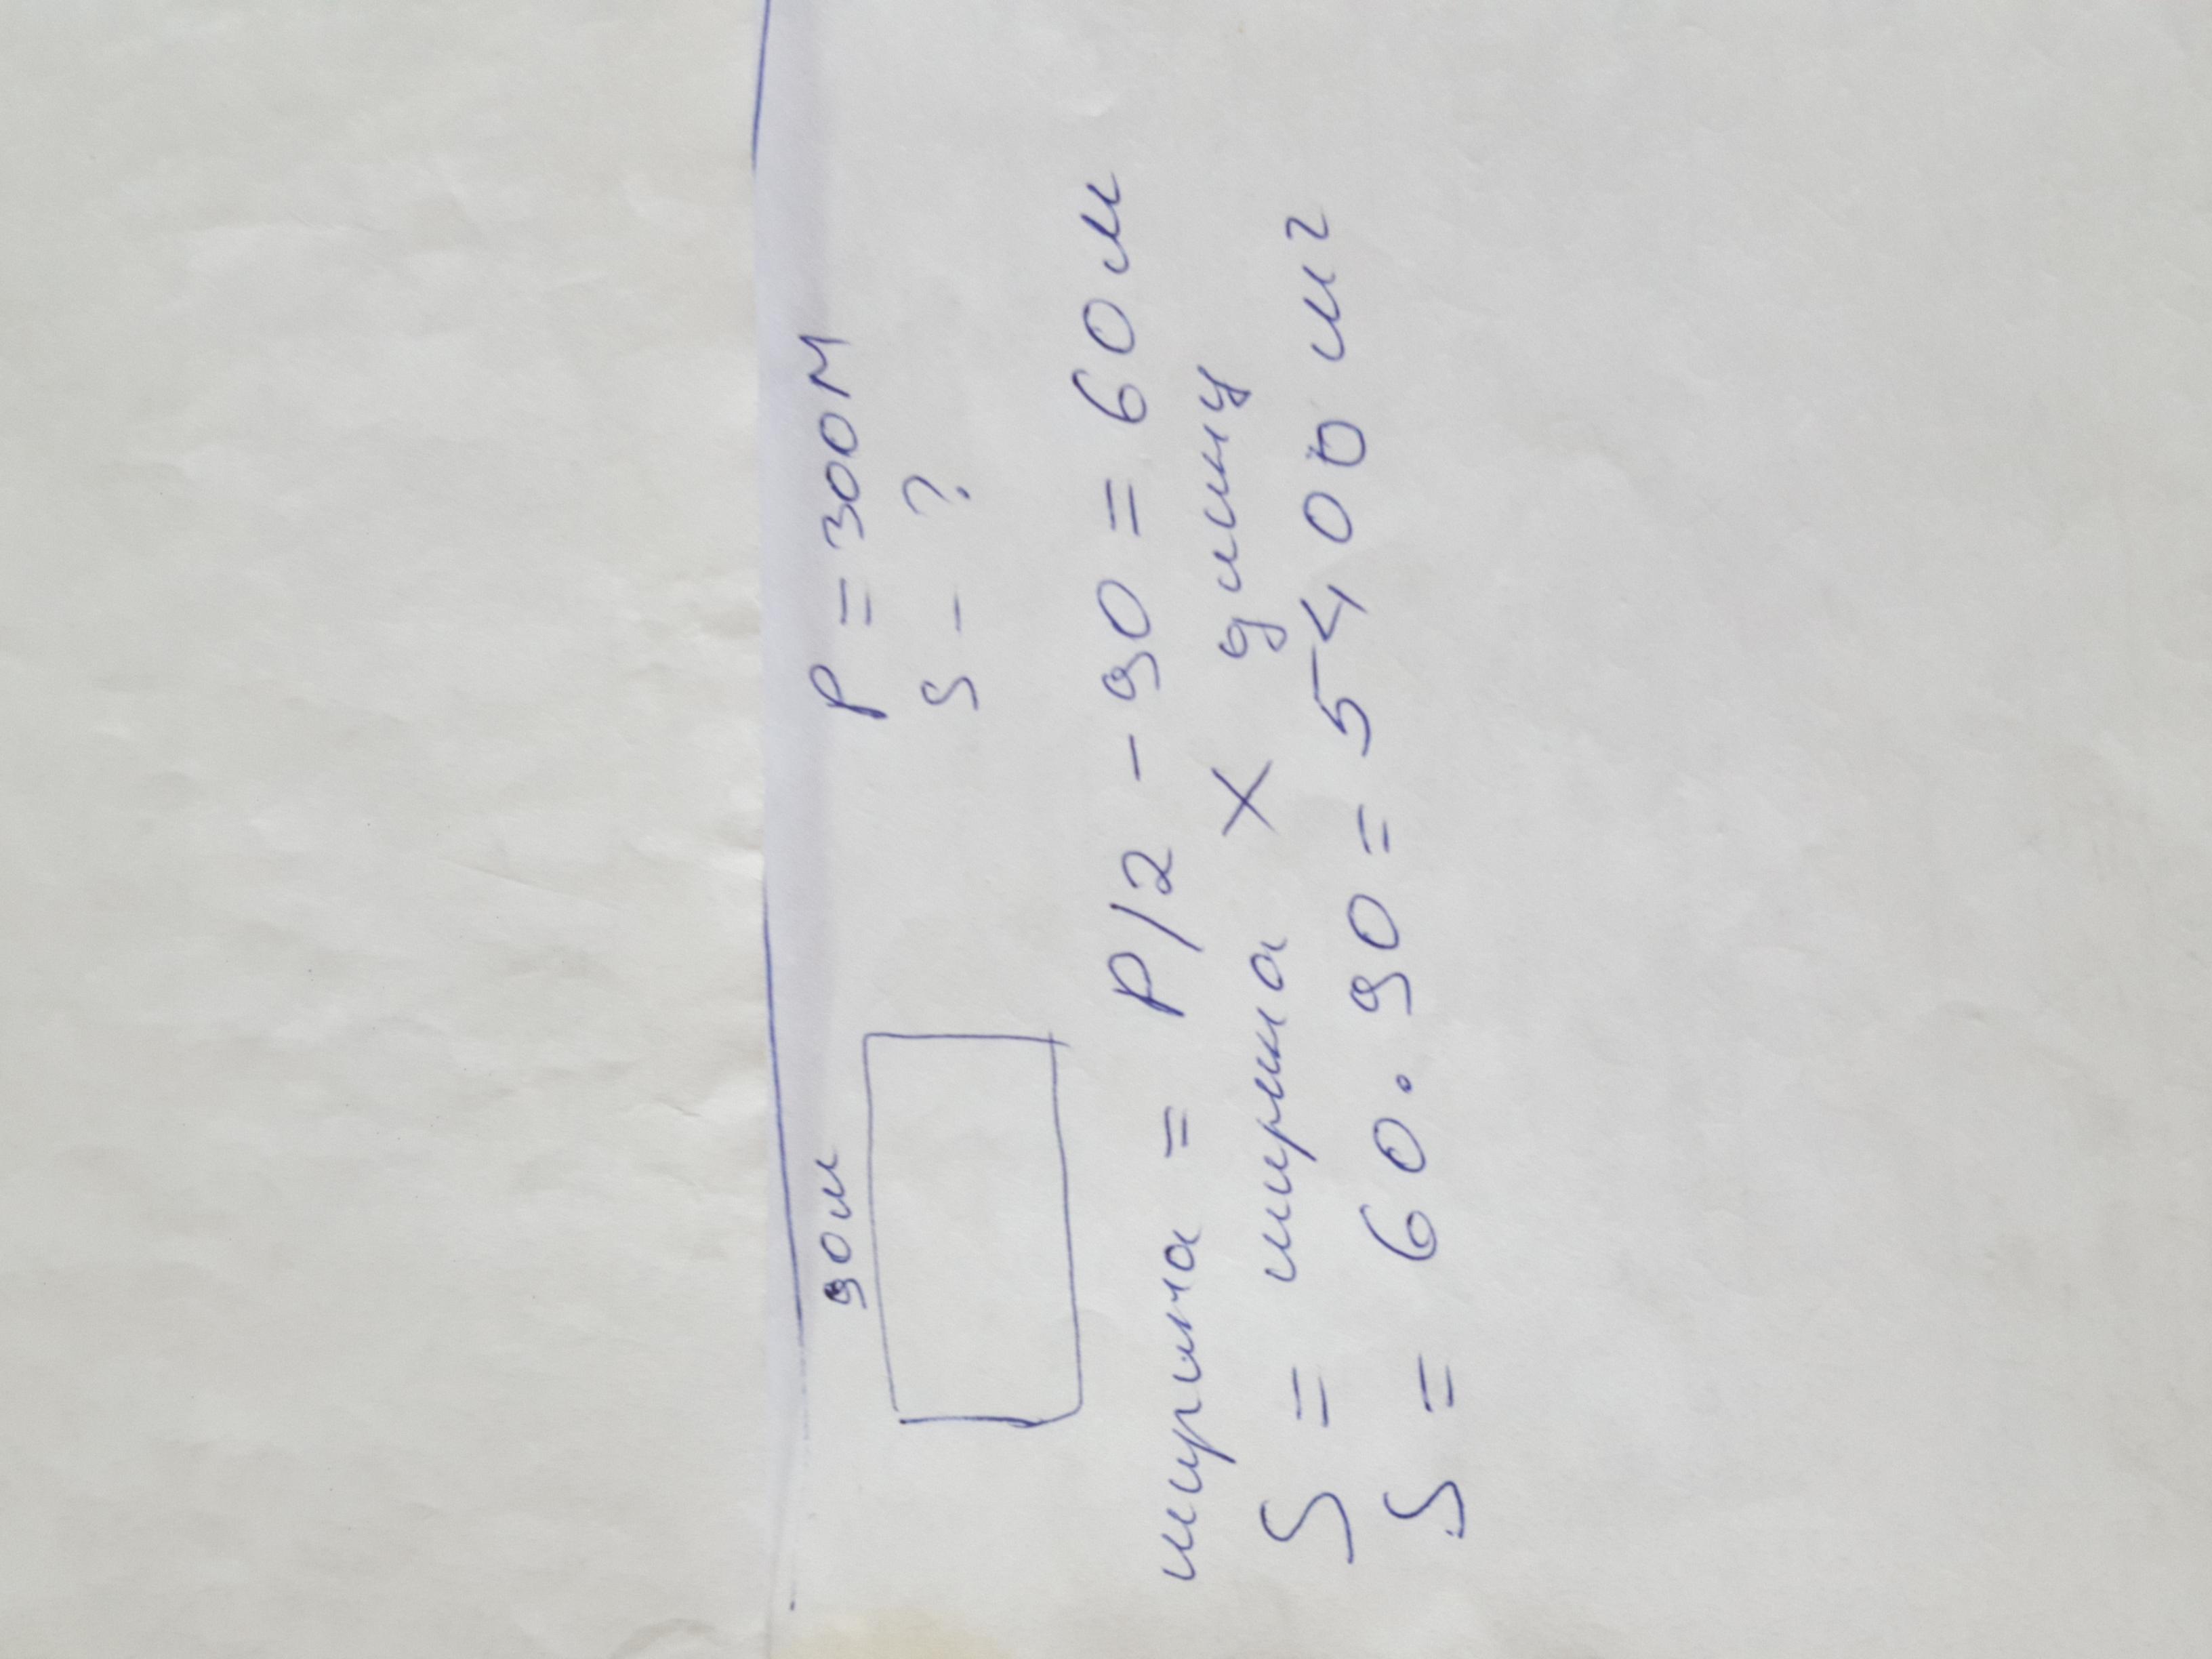 90м
P = 300м
S - ?
ширина = P/2 - 90 = 60м
S = ширина х длину
S = 60 . 90 = 5400 м²